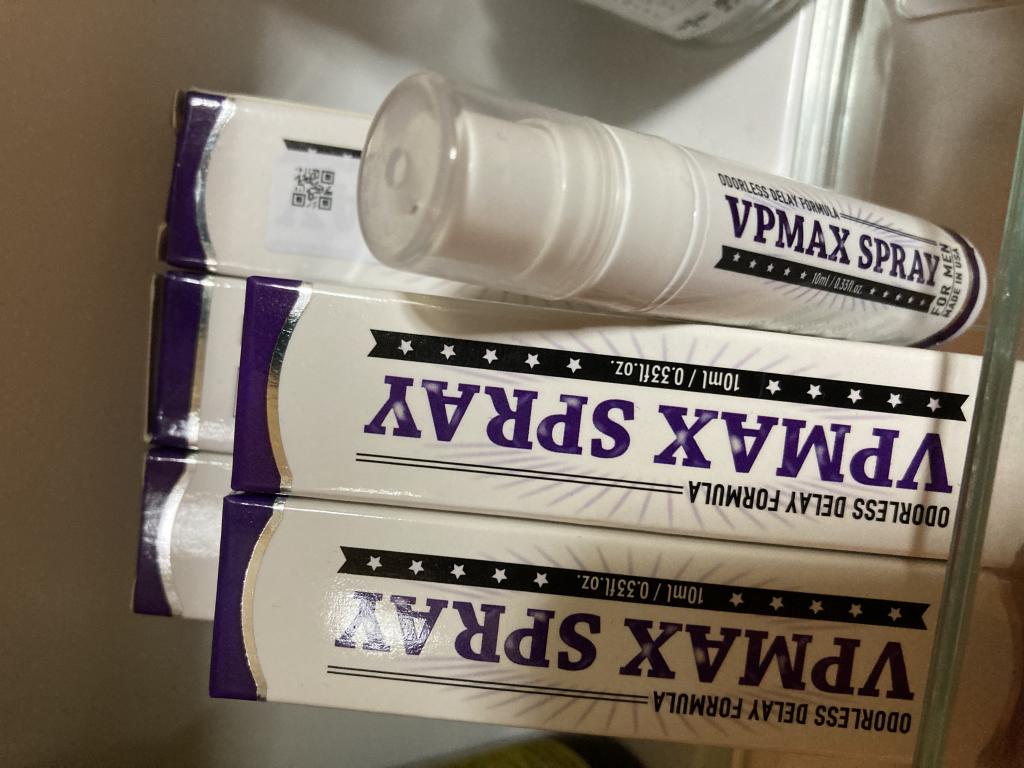 ODORLESS DELAY FORMULA
VPMAX SPRAY
10ml / 0.33fl.oz.
FOR MEN
MADE IN USA
ODORLESS DELAY FORMULA
VPMAX SPRAY
10ml / 0.33fl.oz.
ODORLESS DELAY FORMULA
VPMAX SPRAY
10ml / 0.33fl.oz.